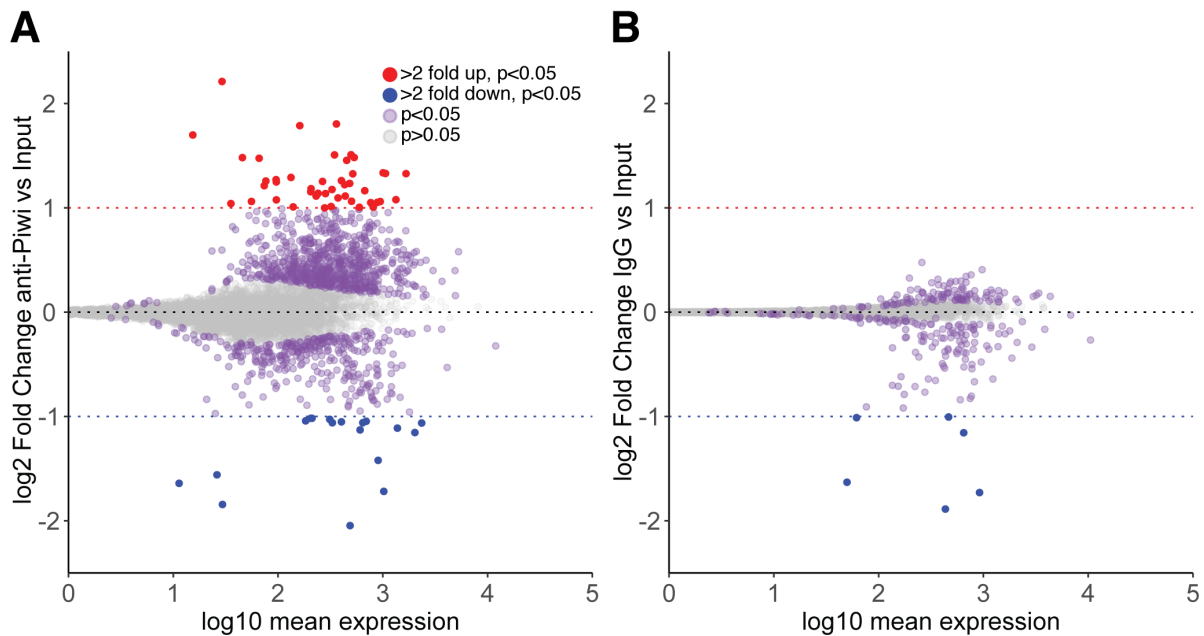 A
B
log2 Fold Change anti-Piwi vs Input
2
1
0
-1
-2
>2 fold up, p<0.05
>2 fold down, p<0.05
p<0.05
p>0.05
0 1 2 3 4 5
log10 mean expression
log2 Fold Change IgG vs Input
2
1
0
-1
-2
0 1 2 3 4 5
log10 mean expression